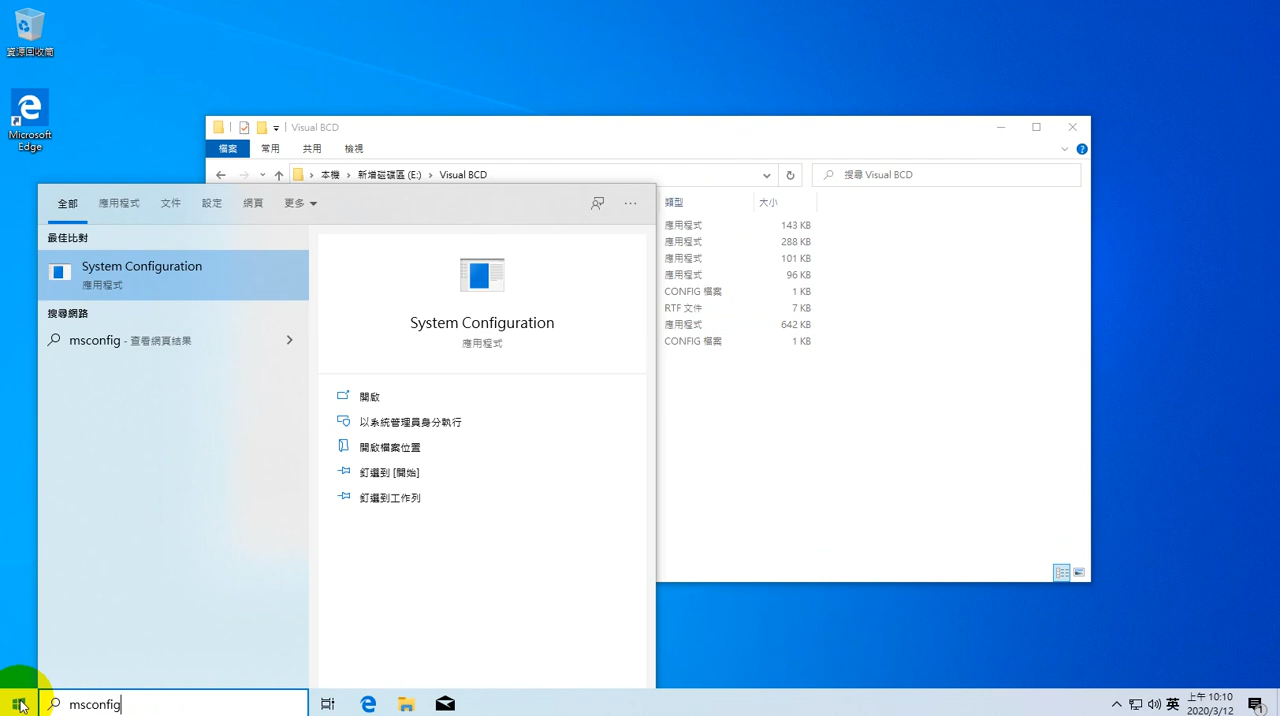 資源回收筒
Microsoft
Edge
Visual BCD
檔案
常用
共用
檢視
本機
新增磁碟區 (E:)
Visual BCD
搜尋 Visual BCD
全部
應用程式
文件
設定
網頁
更多
最佳比對
System Configuration
應用程式
搜尋網路
msconfig - 查看網頁結果
System Configuration
應用程式
開啟
以系統管理員身分執行
開啟檔案位置
釘選到 [開始]
釘選到工作列
類型 大小
應用程式 143 KB
應用程式 288 KB
應用程式 101 KB
應用程式 96 KB
CONFIG 檔案 1 KB
RTF 文件 7 KB
應用程式 642 KB
CONFIG 檔案 1 KB
msconfig
英
上午 10:10
2020/3/12
1